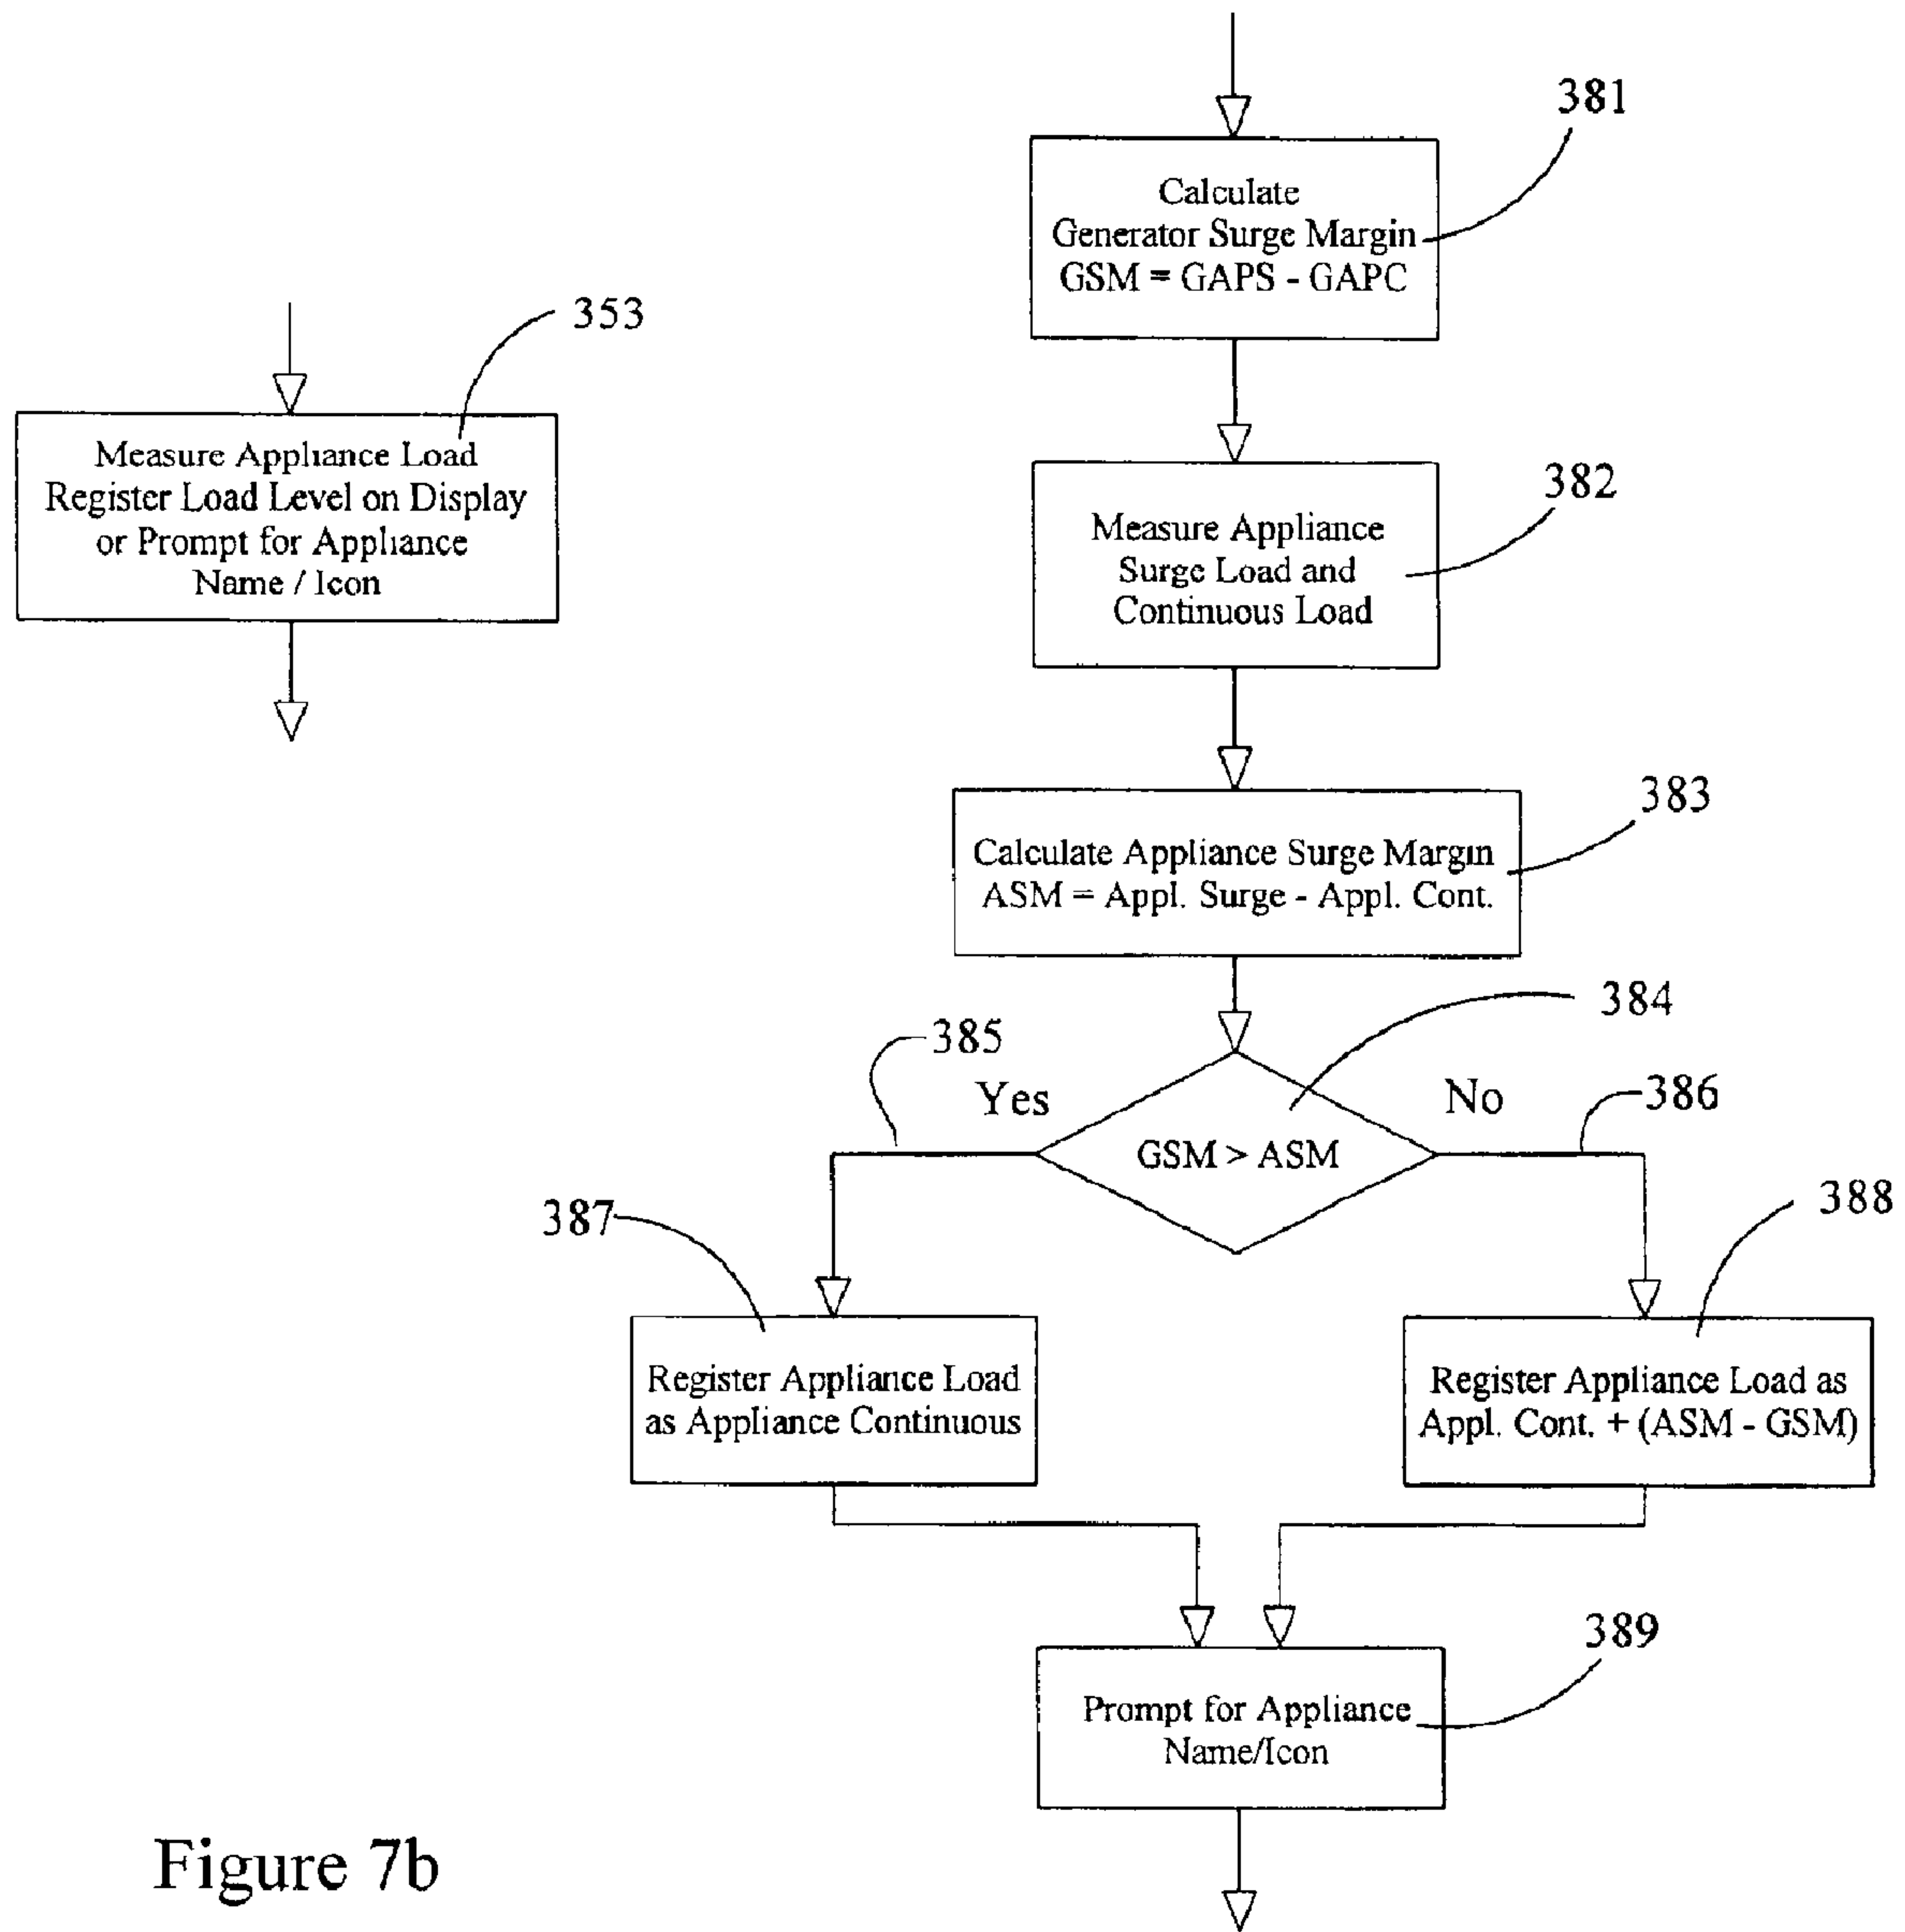 353
Measure Appliance Load
Register Load Level on Display
or Prompt for Appliance
Name / Icon
381
Calculate
Generator Surge Margin
GSM = GAPS - GAPC
382
Measure Appliance
Surge Load and
Continuous Load
383
Calculate Appliance Surge Margin
ASM = Appl. Surge - Appl. Cont.
384
385
Yes
No
386
GSM > ASM
387
388
Register Appliance Load
as Appliance Continuous
Register Appliance Load as
Appl. Cont. + (ASM - GSM)
389
Prompt for Appliance
Name/Icon
Figure 7b